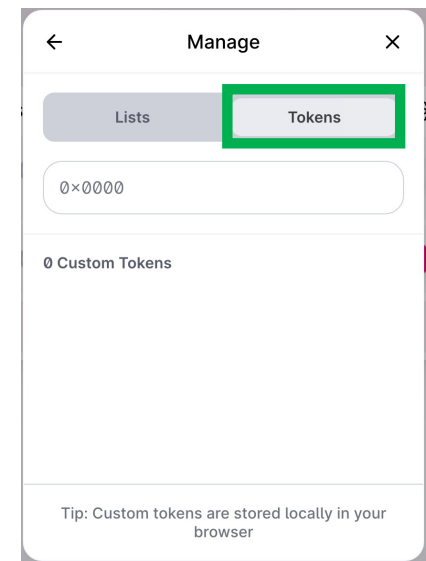 Manage
Lists
Tokens
0x0000
0 Custom Tokens
Tip: Custom tokens are stored locally in your
browser